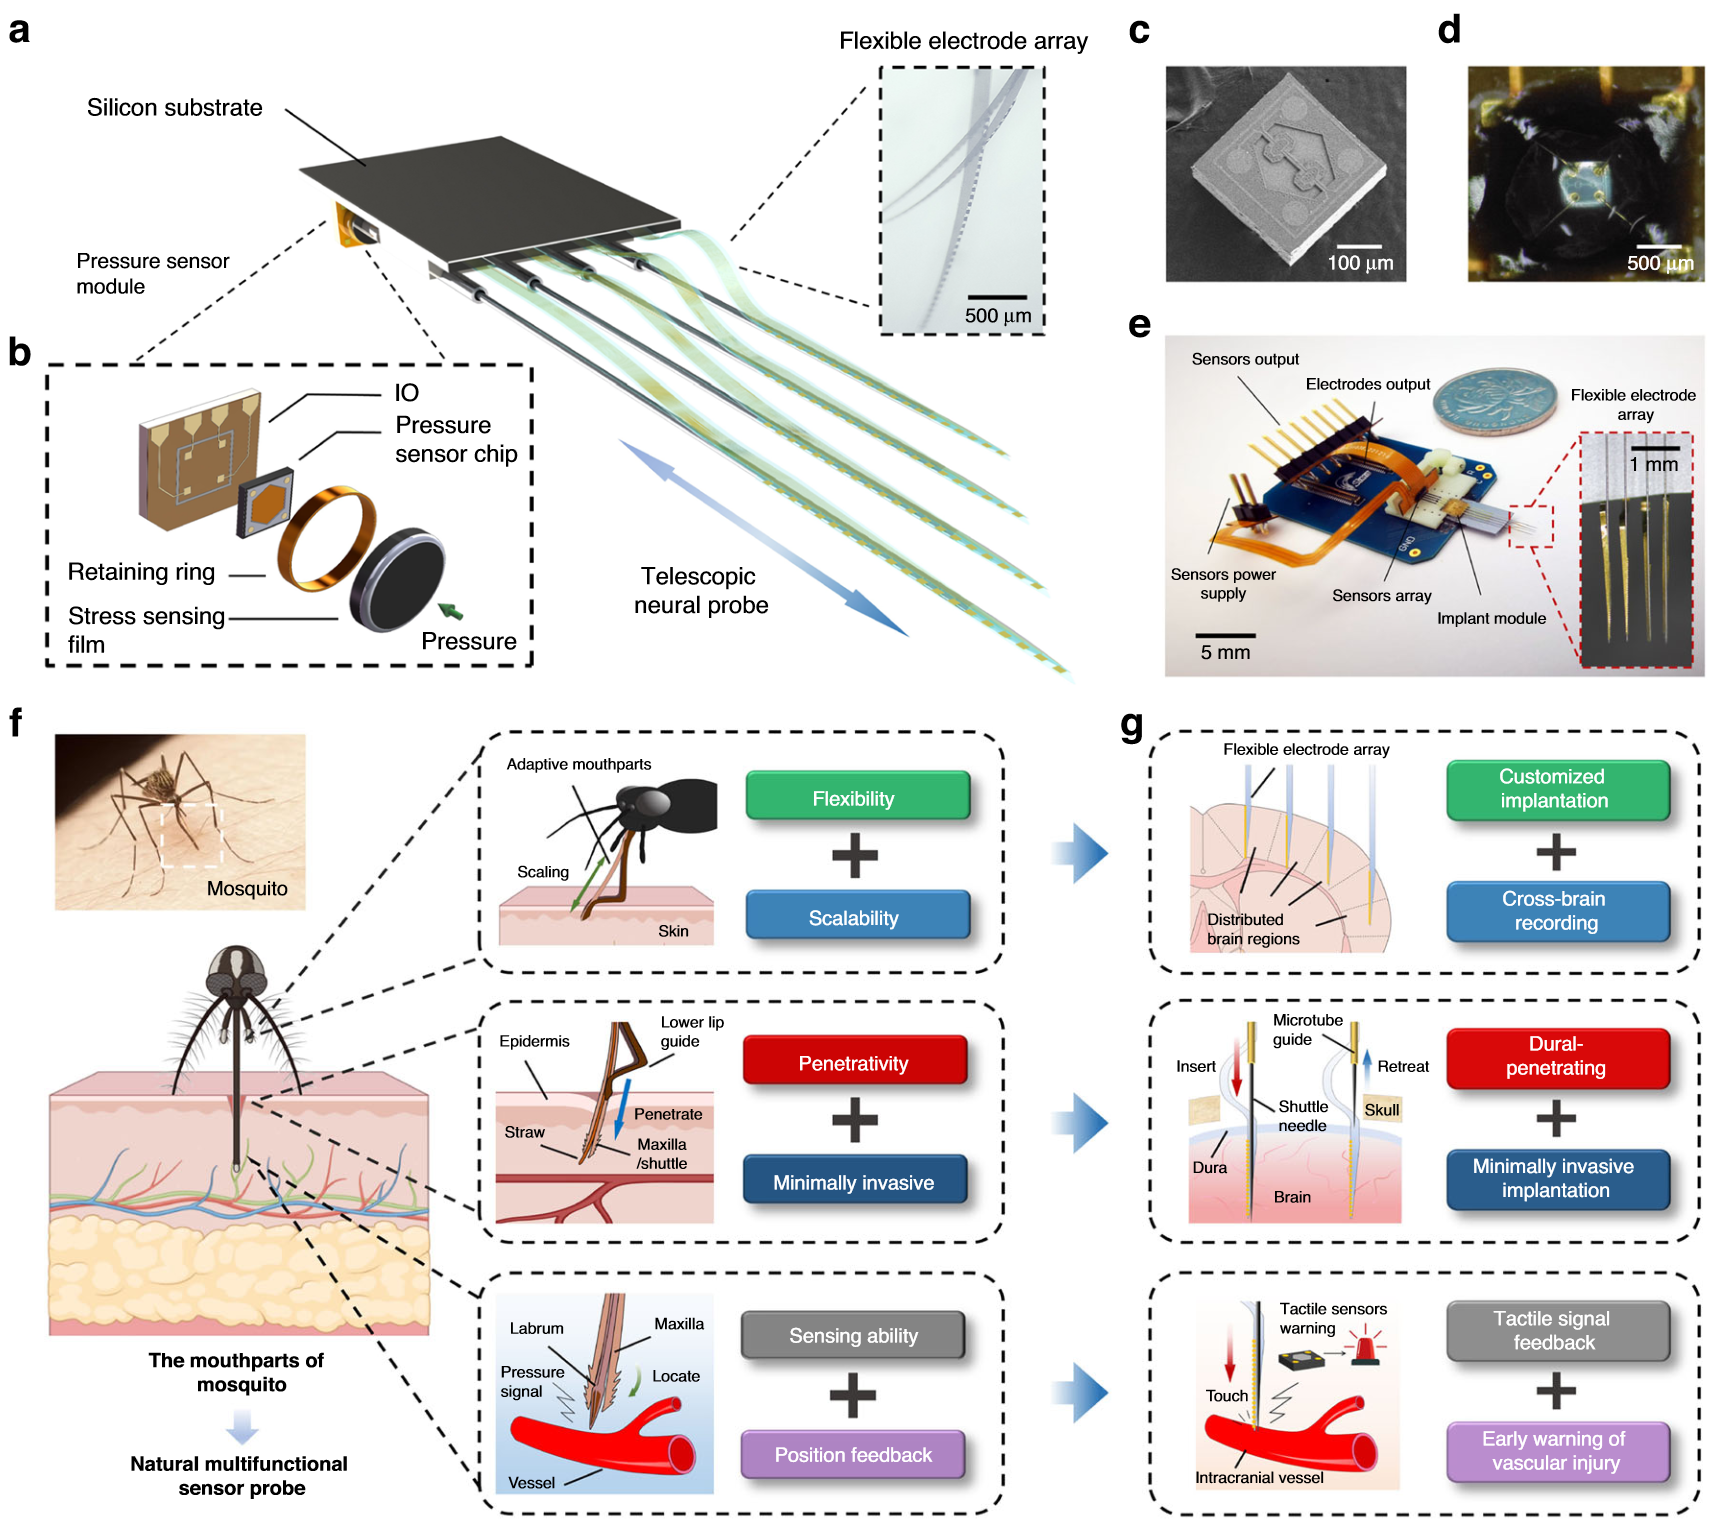 a
Flexible electrode array
Silicon substrate
500 µm
Pressure sensor
module
Telescopic
neural probe
b
IO
Pressure
sensor chip
Retaining ring
Stress sensing
film
Pressure
c
100 µm
d
500 µm
e
Sensors output
Electrodes output
Flexible electrode
array
1 mm
GND
Sensors power
supply
Sensors array
Implant module
5 mm
f
Mosquito
The mouthparts of
mosquito
Natural multifunctional
sensor probe
Adaptive mouthparts
Scaling
Skin
Flexibility
Scalability
Epidermis
Lower lip
guide
Penetrate
Straw
Maxilla
/shuttle
Penetrativity
Minimally invasive
Labrum
Maxilla
Pressure
signal
Locate
Vessel
Sensing ability
Position feedback
g
Flexible electrode array
Distributed
brain regions
Customized
implantation
Cross-brain
recording
Microtube
guide
Insert
Retreat
Shuttle
needle
Skull
Dura
Brain
Dural-
penetrating
Minimally invasive
implantation
Tactile sensors
warning
Touch
Intracranial vessel
Tactile signal
feedback
Early warning of
vascular injury